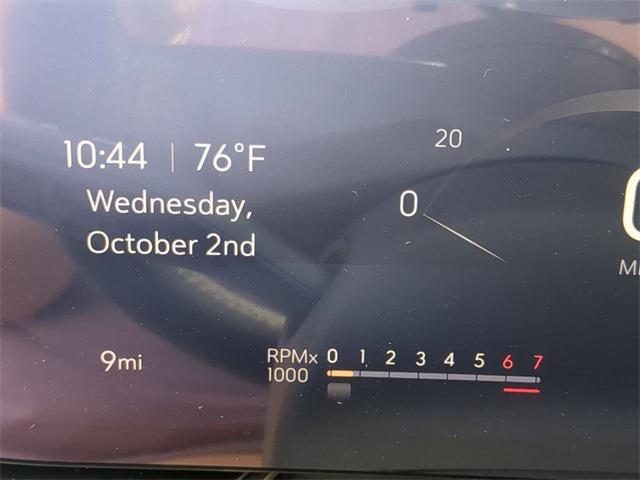 10:44 | 76°F
Wednesday,
October 2nd
9mi
20
0
RPMx 0 1 2 3 4 5 6 7
1000